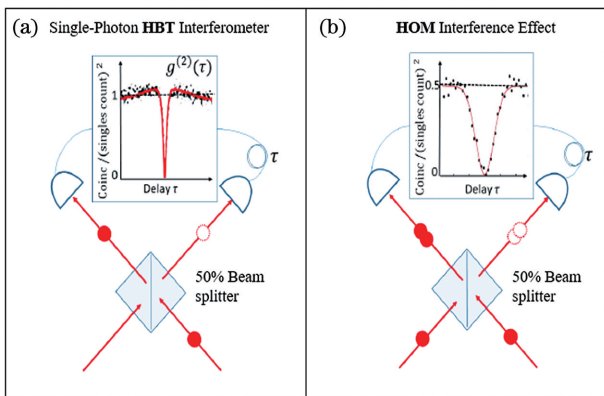 (a) Single-Photon HBT Interferometer
g⁽²⁾(τ)
Coinc /(singles count) ²
1
0
Delay τ
τ
50% Beam
splitter
(b) HOM Interference Effect
Coinc /(singles count) ²
0.5
0
Delay τ
τ
50% Beam
splitter